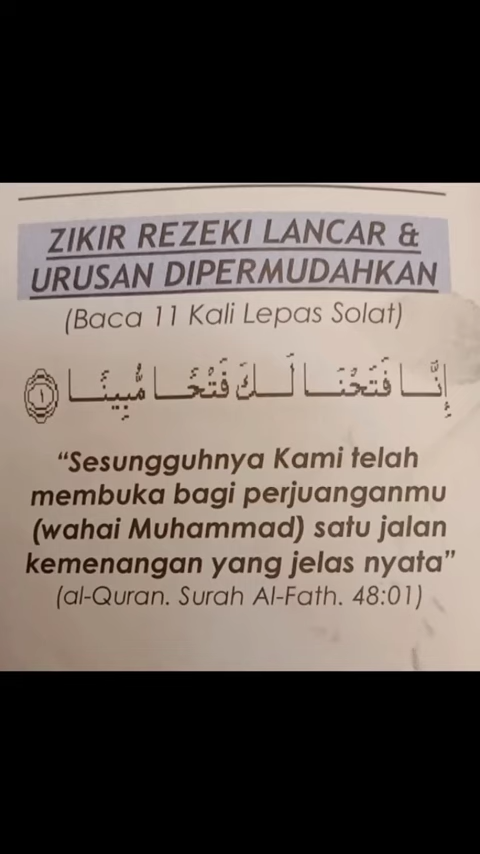 ZIKIR REZEKI LANCAR &
URUSAN DIPERMUDAHKAN
(Baca 11 Kali Lepas Solat)
إِنَّا فَتَحْنَا لَكَ فَتْحًا مُّبِينًا ١
“Sesungguhnya Kami telah
membuka bagi perjuanganmu
(wahai Muhammad) satu jalan
kemenangan yang jelas nyata”
(al-Quran. Surah Al-Fath. 48:01)